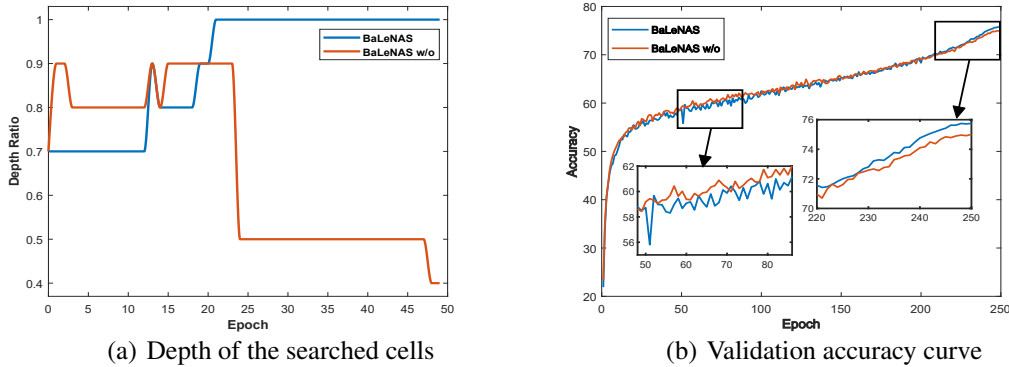 BaLeNAS
BaLeNAS w/o
Depth Ratio
1
0.9
0.8
0.7
0.6
0.5
0.4
0 5 10 15 20 25 30 35 40 45 50
Epoch
(a) Depth of the searched cells
BaLeNAS
BaLeNAS w/o
Accuracy
80
70
60
50
40
30
20
0 50 100 150 200 250
Epoch
62
60
58
56
50 60 70 80
76
74
72
70
220 230 240 250
(b) Validation accuracy curve